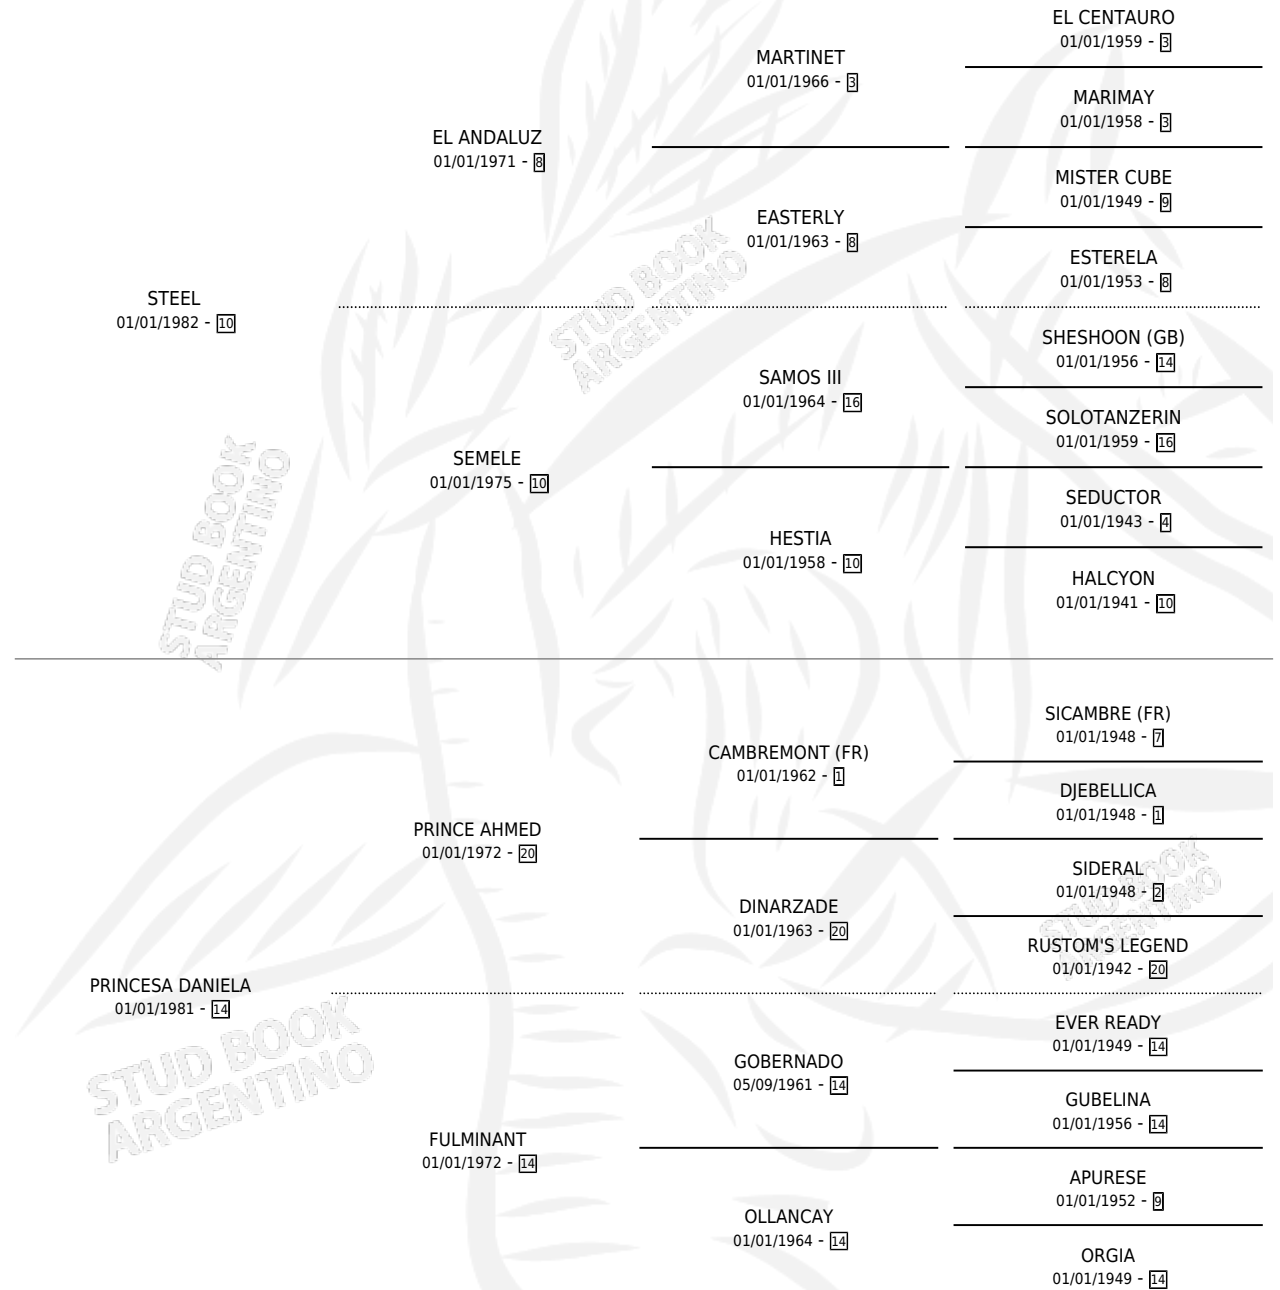 STEEL
01/01/1982 - 10
EL ANDALUZ
01/01/1971 - 8
MARTINET
01/01/1966 - 3
EL CENTAURO
01/01/1959 - 3
MARIMAY
01/01/1958 - 3
EASTERLY
01/01/1963 - 8
MISTER CUBE
01/01/1949 - 9
ESTERELA
01/01/1953 - 8
SEMELE
01/01/1975 - 10
SAMOS III
01/01/1964 - 16
SHESHOON (GB)
01/01/1956 - 14
SOLOTANZERIN
01/01/1959 - 16
HESTIA
01/01/1958 - 10
SEDUCTOR
01/01/1943 - 4
HALCYON
01/01/1941 - 10
PRINCESA DANIELA
01/01/1981 - 14
PRINCE AHMED
01/01/1972 - 20
CAMBREMONT (FR)
01/01/1962 - 1
SICAMBRE (FR)
01/01/1948 - 7
DJEBELLICA
01/01/1948 - 1
DINARZADE
01/01/1963 - 20
SIDERAL
01/01/1948 - 2
RUSTOM'S LEGEND
01/01/1942 - 20
FULMINANT
01/01/1972 - 14
GOBERNADO
05/09/1961 - 14
EVER READY
01/01/1949 - 14
GUBELINA
01/01/1956 - 14
OLLANCAY
01/01/1964 - 14
APURESE
01/01/1952 - 9
ORGIA
01/01/1949 - 14
STUD BOOK
ARGENTINO
STUD BOOK
ARGENTINO
STUD BOOK
ARGENTINO
STUD BOOK
ARGENTINO